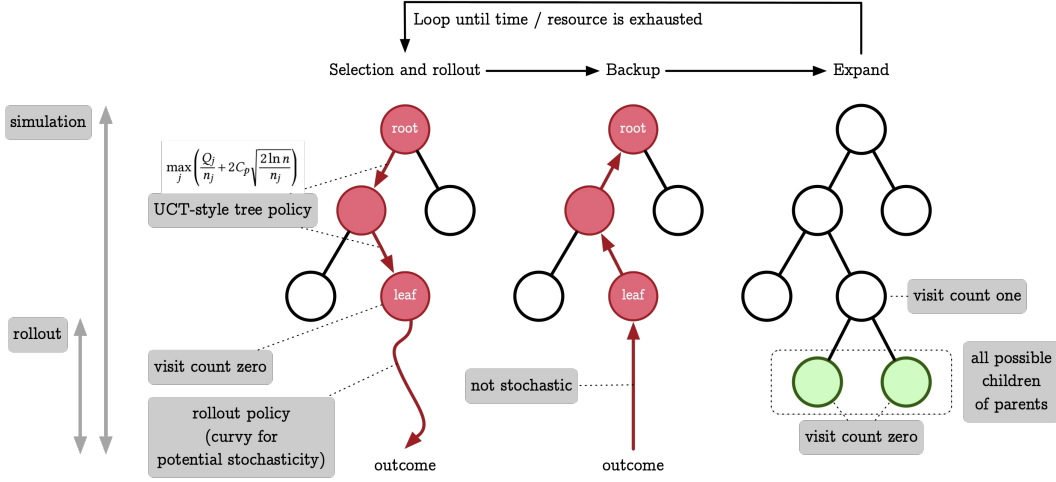 Loop until time / resource is exhausted
Selection and rollout
Backup
Expand
simulation
root
root
max_j ( Q_j / n_j + 2C_p √(2 ln n / n_j) )
UCT-style tree policy
leaf
leaf
visit count one
rollout
visit count zero
not stochastic
all possible
children
of parents
rollout policy
(curvy for
potential stochasticity)
visit count zero
outcome
outcome